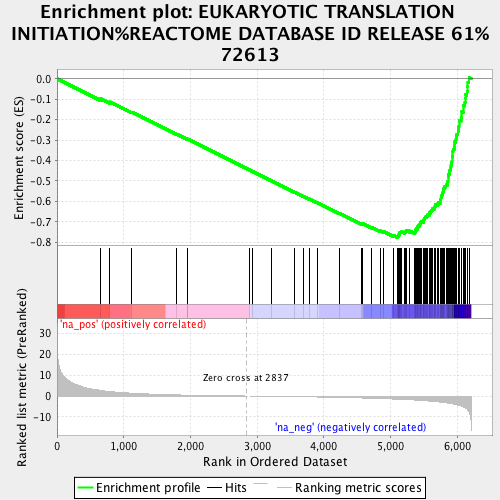 Enrichment plot: EUKARYOTIC TRANSLATION
INITIATION%REACTOME DATABASE ID RELEASE 61%
72613
Enrichment score (ES)
0.0
-0.1
-0.2
-0.3
-0.4
-0.5
-0.6
-0.7
-0.8
'na_pos' (positively correlated)
Ranked list metric (PreRanked)
30
20
10
0
-10
Zero cross at 2837
'na_neg' (negatively correlated)
0
1,000
2,000
3,000
4,000
5,000
6,000
Rank in Ordered Dataset
Enrichment profile
Hits
Ranking metric scores